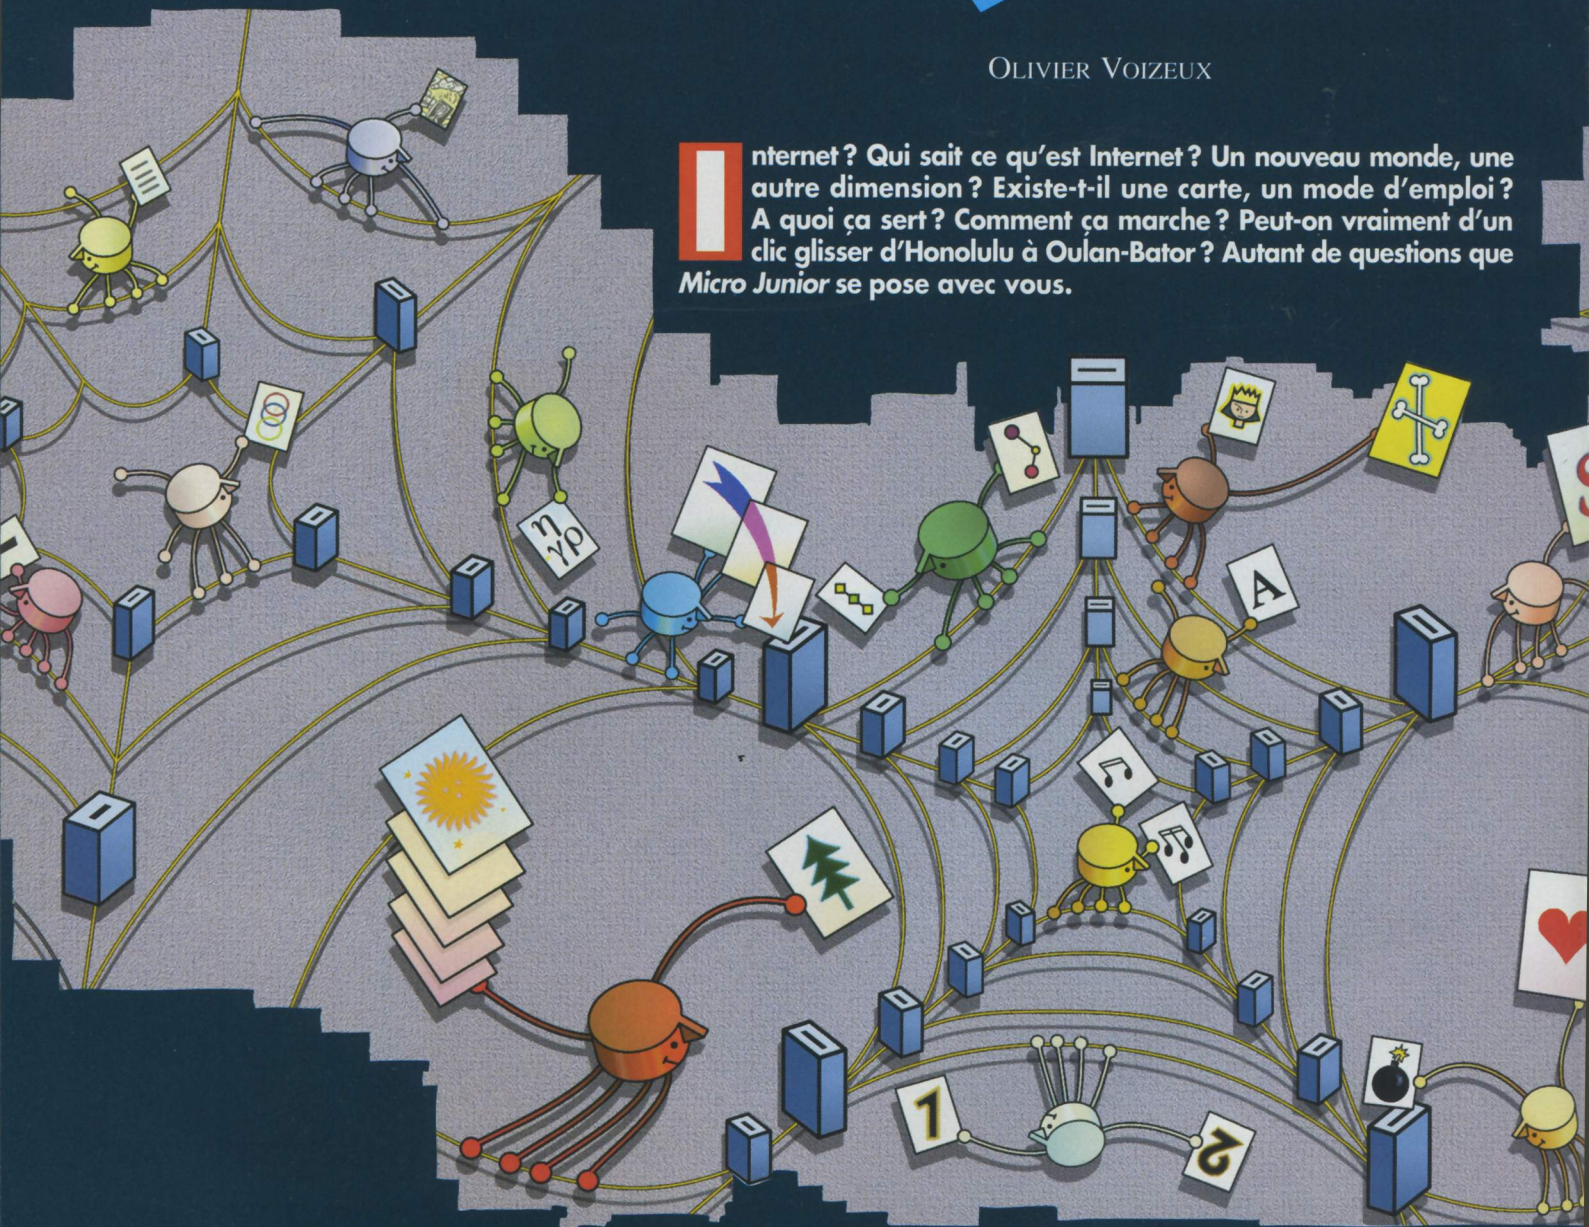 OLIVIER VOIZEUX
Internet ? Qui sait ce qu'est Internet ? Un nouveau monde, une
autre dimension ? Existe-t-il une carte, un mode d'emploi ?
A quoi ça sert ? Comment ça marche ? Peut-on vraiment d'un
clic glisser d'Honolulu à Oulan-Bator ? Autant de questions que
Micro Junior se pose avec vous.
η
γρ
A
1
2